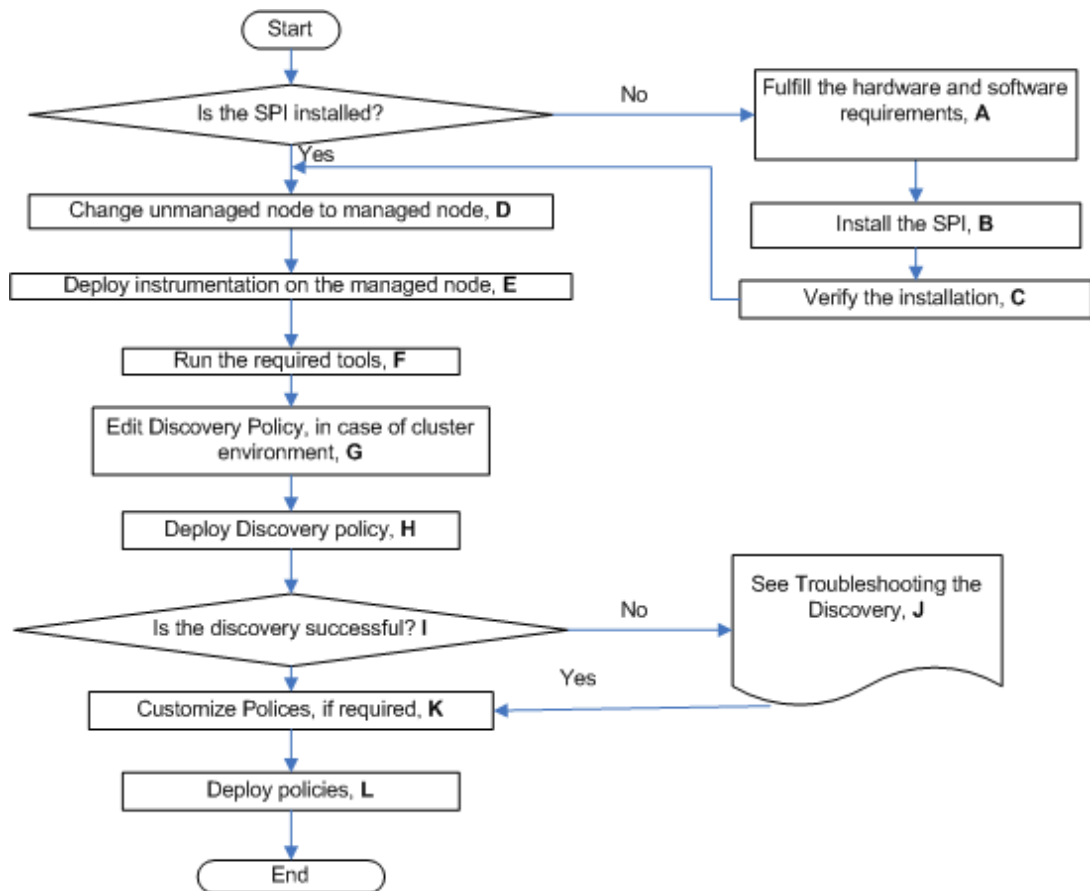 Start
Is the SPI installed?
No
Fulfill the hardware and software
requirements, A
Yes
Change unmanaged node to managed node, D
Install the SPI, B
Deploy instrumentation on the managed node, E
Verify the installation, C
Run the required tools, F
Edit Discovery Policy, in case of cluster
environment, G
Deploy Discovery policy, H
Is the discovery successful? I
No
See Troubleshooting the
Discovery, J
Yes
Customize Polices, if required, K
Deploy policies, L
End